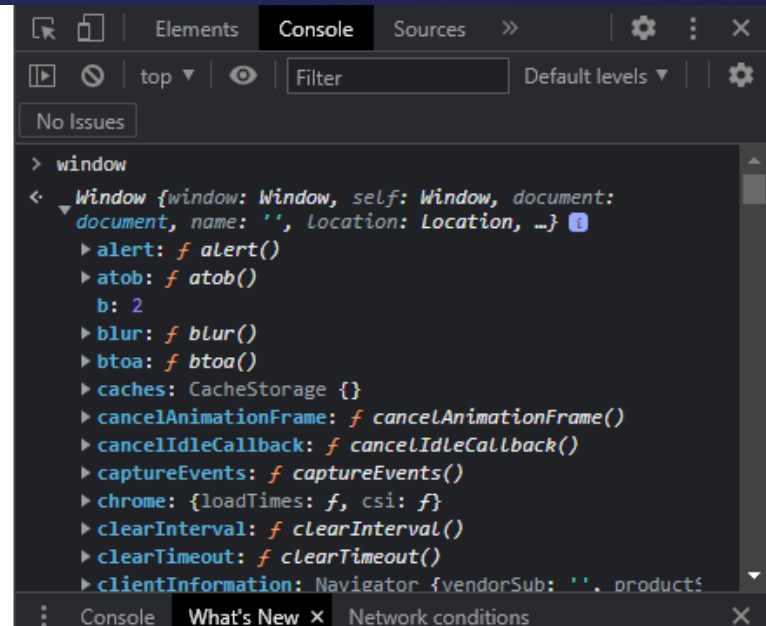 Elements Console Sources »
top ▼ Filter Default levels ▼
No Issues
> window
Window {window: Window, self: Window, document:
document, name: '', location: Location, …} i
▶ alert: ƒ alert()
▶ atob: ƒ atob()
b: 2
▶ blur: ƒ blur()
▶ btoa: ƒ btoa()
▶ caches: CacheStorage {}
▶ cancelAnimationFrame: ƒ cancelAnimationFrame()
▶ cancelIdleCallback: ƒ cancelIdleCallback()
▶ captureEvents: ƒ captureEvents()
▶ chrome: {loadTimes: ƒ, csi: ƒ}
▶ clearInterval: ƒ clearInterval()
▶ clearTimeout: ƒ clearTimeout()
▶ clientInformation: Navigator {vendorSub: '', productS
Console What's New × Network conditions